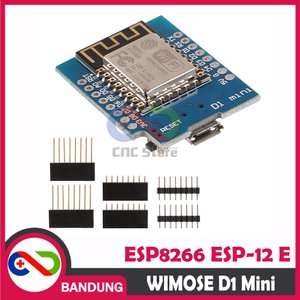 D1 mini
RESET
CNC Store
ESP8266 ESP-12 E
BANDUNG
WIMOSE D1 Mini